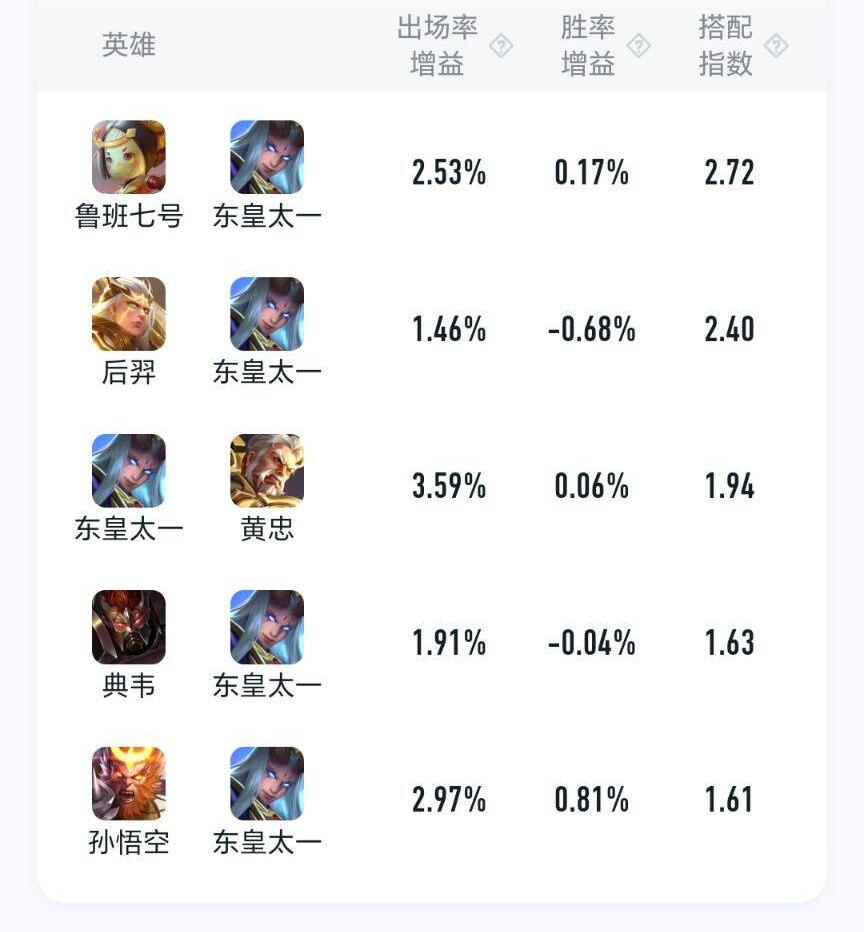 英雄 出场率增益 ? 胜率增益 ? 搭配指数 ?
鲁班七号 东皇太一 2.53% 0.17% 2.72
后羿 东皇太一 1.46% -0.68% 2.40
东皇太一 黄忠 3.59% 0.06% 1.94
典韦 东皇太一 1.91% -0.04% 1.63
孙悟空 东皇太一 2.97% 0.81% 1.61